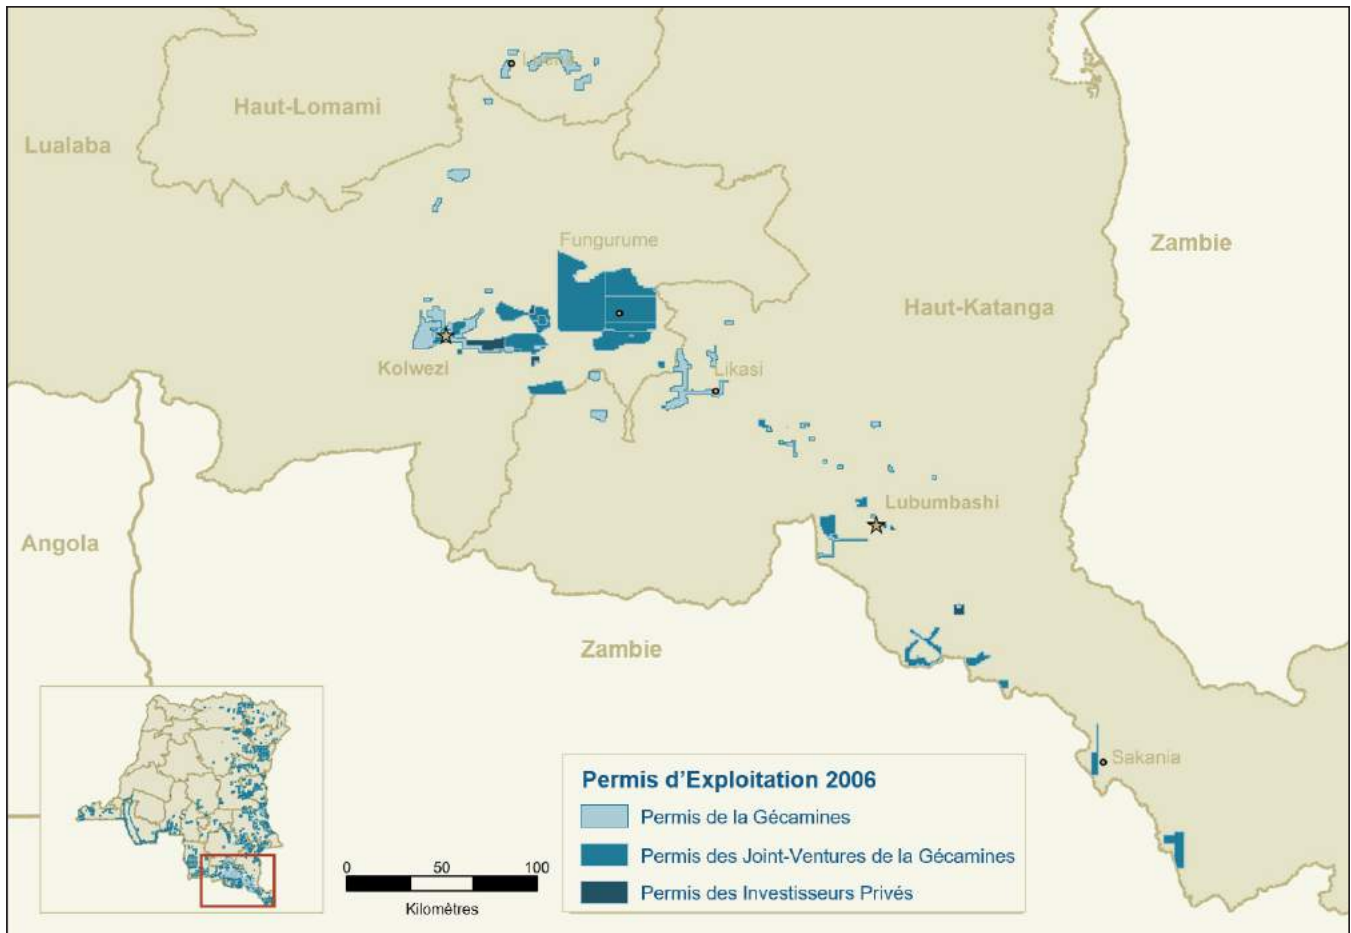 Haut-Lomami
Lualaba
Fungurume
Zambie
Haut-Katanga
Kolwezi
Likasi
Lubumbashi
Angola
Zambie
Sakania
Permis d'Exploitation 2006
Permis de la Gécamines
Permis des Joint-Ventures de la Gécamines
Permis des Investisseurs Privés
0 50 100
Kilomètres